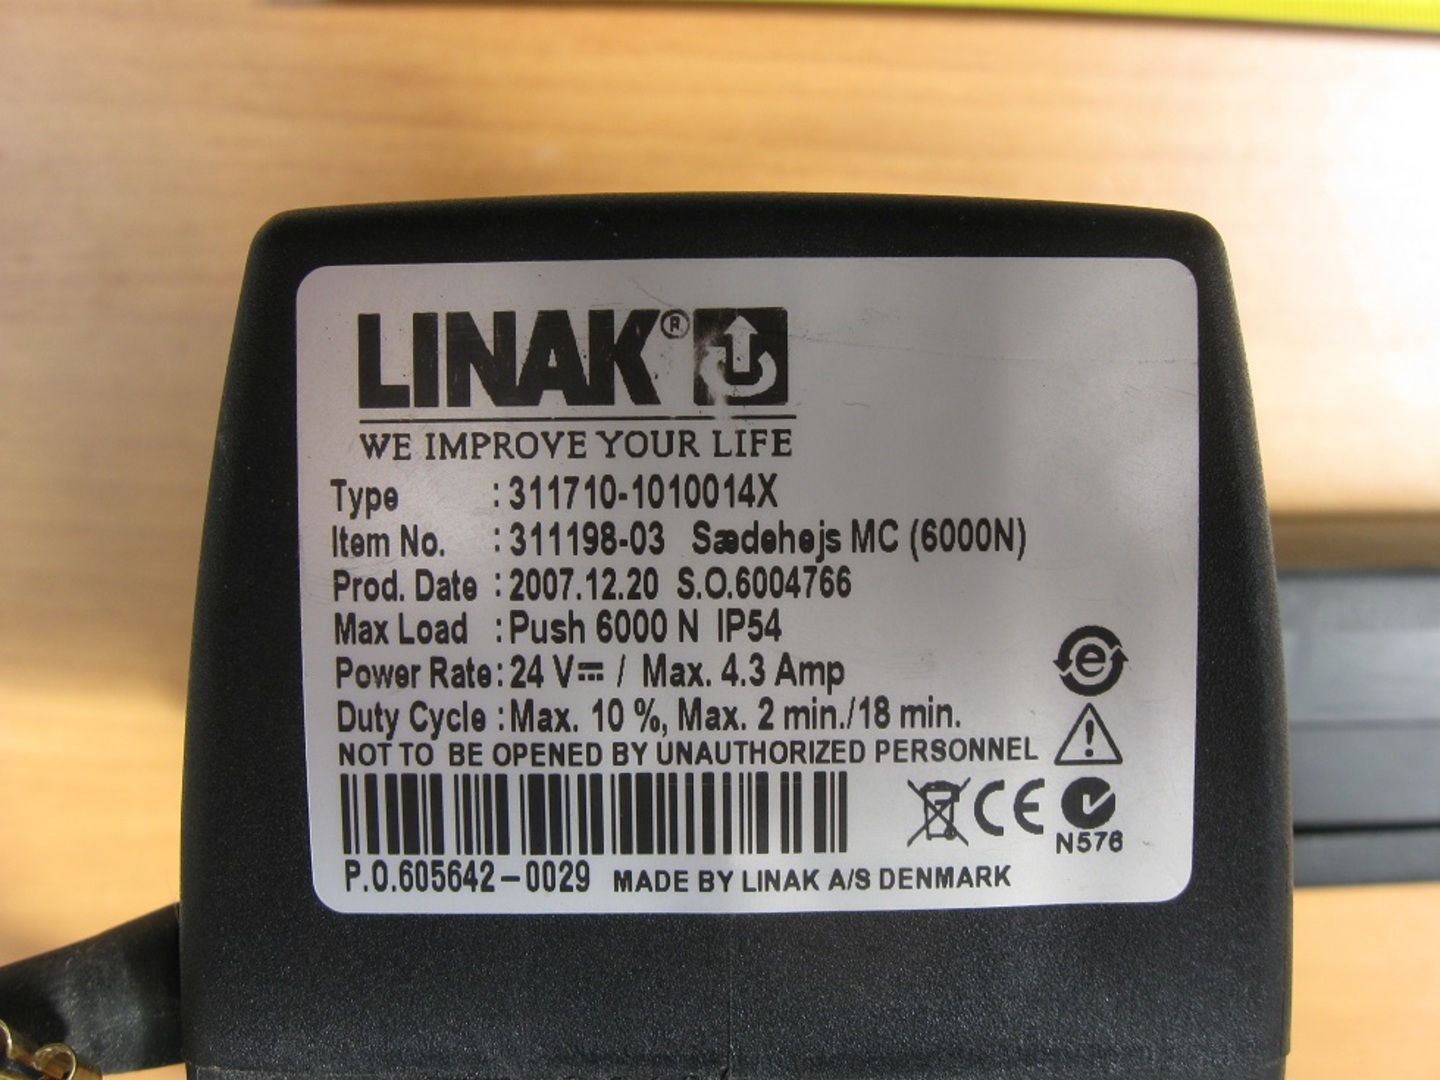 LINAK®
WE IMPROVE YOUR LIFE
Type : 311710-1010014X
Item No. : 311198-03 Sædehejs MC (6000N)
Prod. Date : 2007.12.20 S.O.6004766
Max Load : Push 6000 N IP54
Power Rate : 24 V⎓ / Max. 4.3 Amp
Duty Cycle : Max. 10 %, Max. 2 min./18 min.
NOT TO BE OPENED BY UNAUTHORIZED PERSONNEL
e
CE
N576
P.O.605642-0029 MADE BY LINAK A/S DENMARK